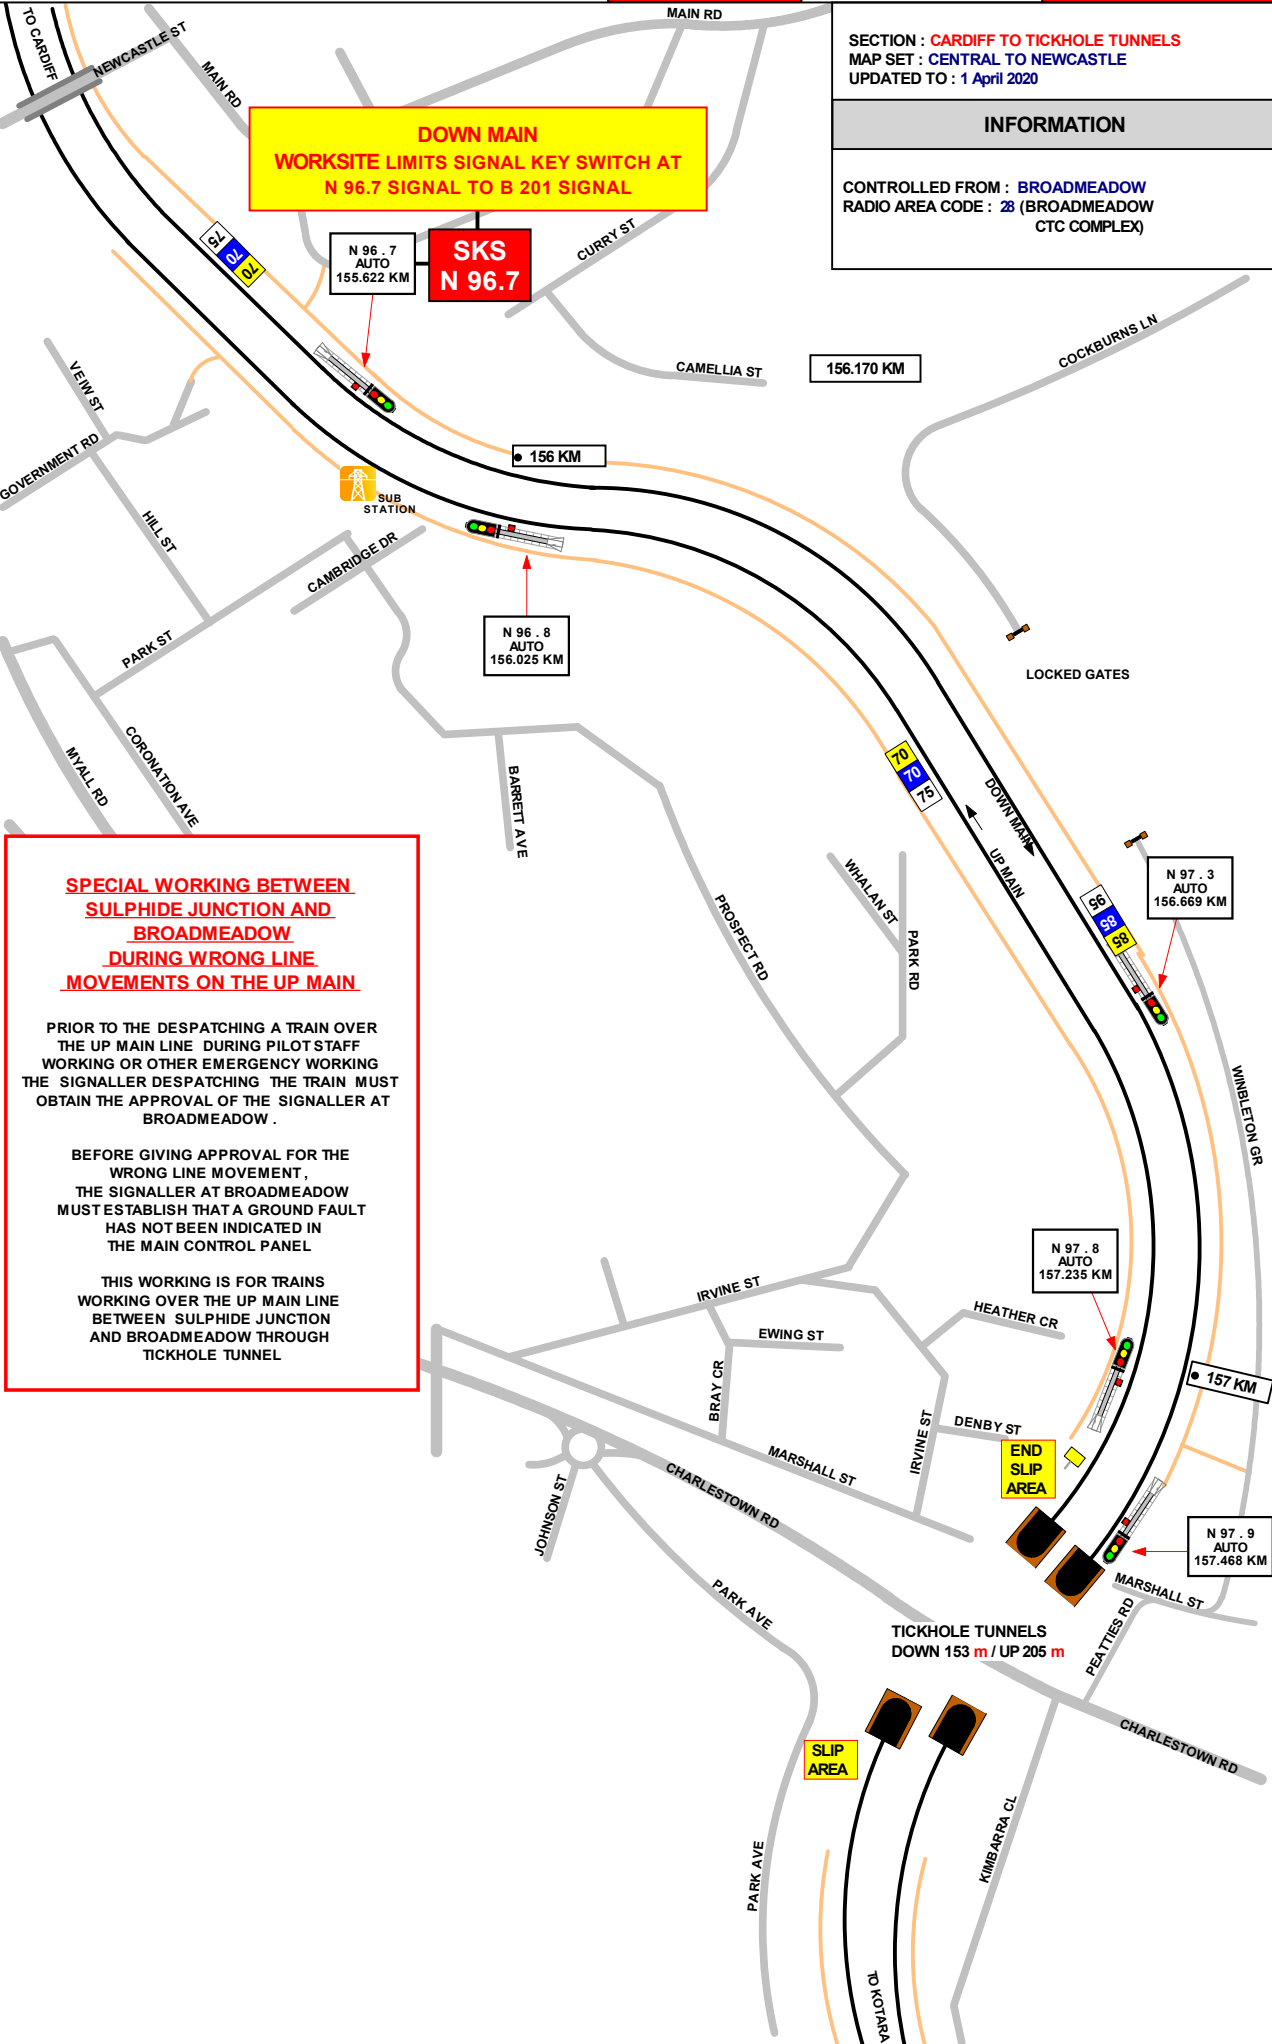 SECTION : CARDIFF TO TICKHOLE TUNNELS
MAP SET : CENTRAL TO NEWCASTLE
UPDATED TO : 1 April 2020
INFORMATION
CONTROLLED FROM : BROADMEADOW
RADIO AREA CODE : 28 (BROADMEADOW
CTC COMPLEX)
TO CARDIFF
NEWCASTLE ST
MAIN RD
MAIN RD
DOWN MAIN
WORKSITE LIMITS SIGNAL KEY SWITCH AT
N 96.7 SIGNAL TO B 201 SIGNAL
75
70
70
N 96 . 7
AUTO
155.622 KM
SKS
N 96.7
CURRY ST
CAMELLIA ST
156.170 KM
COCKBURNS LN
VEIW ST
GOVERNMENT RD
HILL ST
156 KM
SUB
STATION
CAMBRIDGE DR
PARK ST
N 96 . 8
AUTO
156.025 KM
LOCKED GATES
MYALL RD
CORONATION AVE
BARRETT AVE
70
70
75
DOWN MAIN
UP MAIN
WHALAN ST
PARK RD
PROSPECT RD
N 97 . 3
AUTO
156.669 KM
95
85
85
WINBLETON GR
SPECIAL WORKING BETWEEN
SULPHIDE JUNCTION AND
BROADMEADOW
DURING WRONG LINE
MOVEMENTS ON THE UP MAIN
PRIOR TO THE DESPATCHING A TRAIN OVER
THE UP MAIN LINE DURING PILOT STAFF
WORKING OR OTHER EMERGENCY WORKING
THE SIGNALLER DESPATCHING THE TRAIN MUST
OBTAIN THE APPROVAL OF THE SIGNALLER AT
BROADMEADOW .
BEFORE GIVING APPROVAL FOR THE
WRONG LINE MOVEMENT ,
THE SIGNALLER AT BROADMEADOW
MUST ESTABLISH THAT A GROUND FAULT
HAS NOT BEEN INDICATED IN
THE MAIN CONTROL PANEL
THIS WORKING IS FOR TRAINS
WORKING OVER THE UP MAIN LINE
BETWEEN SULPHIDE JUNCTION
AND BROADMEADOW THROUGH
TICKHOLE TUNNEL
N 97 . 8
AUTO
157.235 KM
IRVINE ST
EWING ST
HEATHER CR
BRAY CR
157 KM
IRVINE ST
DENBY ST
END
SLIP
AREA
MARSHALL ST
CHARLESTOWN RD
JOHNSON ST
N 97 . 9
AUTO
157.468 KM
MARSHALL ST
PARK AVE
PEATTIES RD
TICKHOLE TUNNELS
DOWN 153 m / UP 205 m
CHARLESTOWN RD
SLIP
AREA
KIMBARRA CL
PARK AVE
TO KOTARA